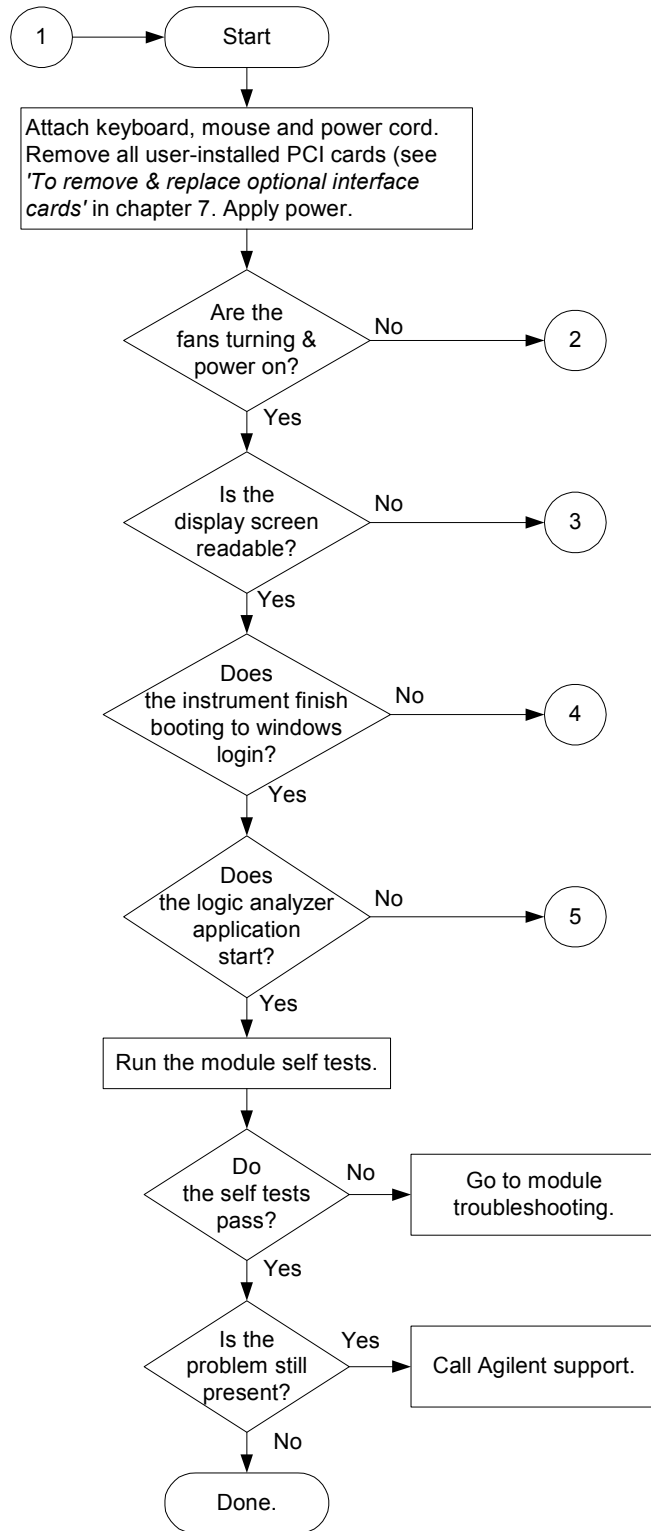 1
Start
Attach keyboard, mouse and power cord.
Remove all user-installed PCI cards (see
'To remove & replace optional interface
cards' in chapter 7. Apply power.
Are the
fans turning &
power on?
No
2
Yes
Is the
display screen
readable?
No
3
Yes
Does
the instrument finish
booting to windows
login?
No
4
Yes
Does
the logic analyzer
application
start?
No
5
Yes
Run the module self tests.
Do
the self tests
pass?
No
Go to module
troubleshooting.
Yes
Is the
problem still
present?
Yes
Call Agilent support.
No
Done.